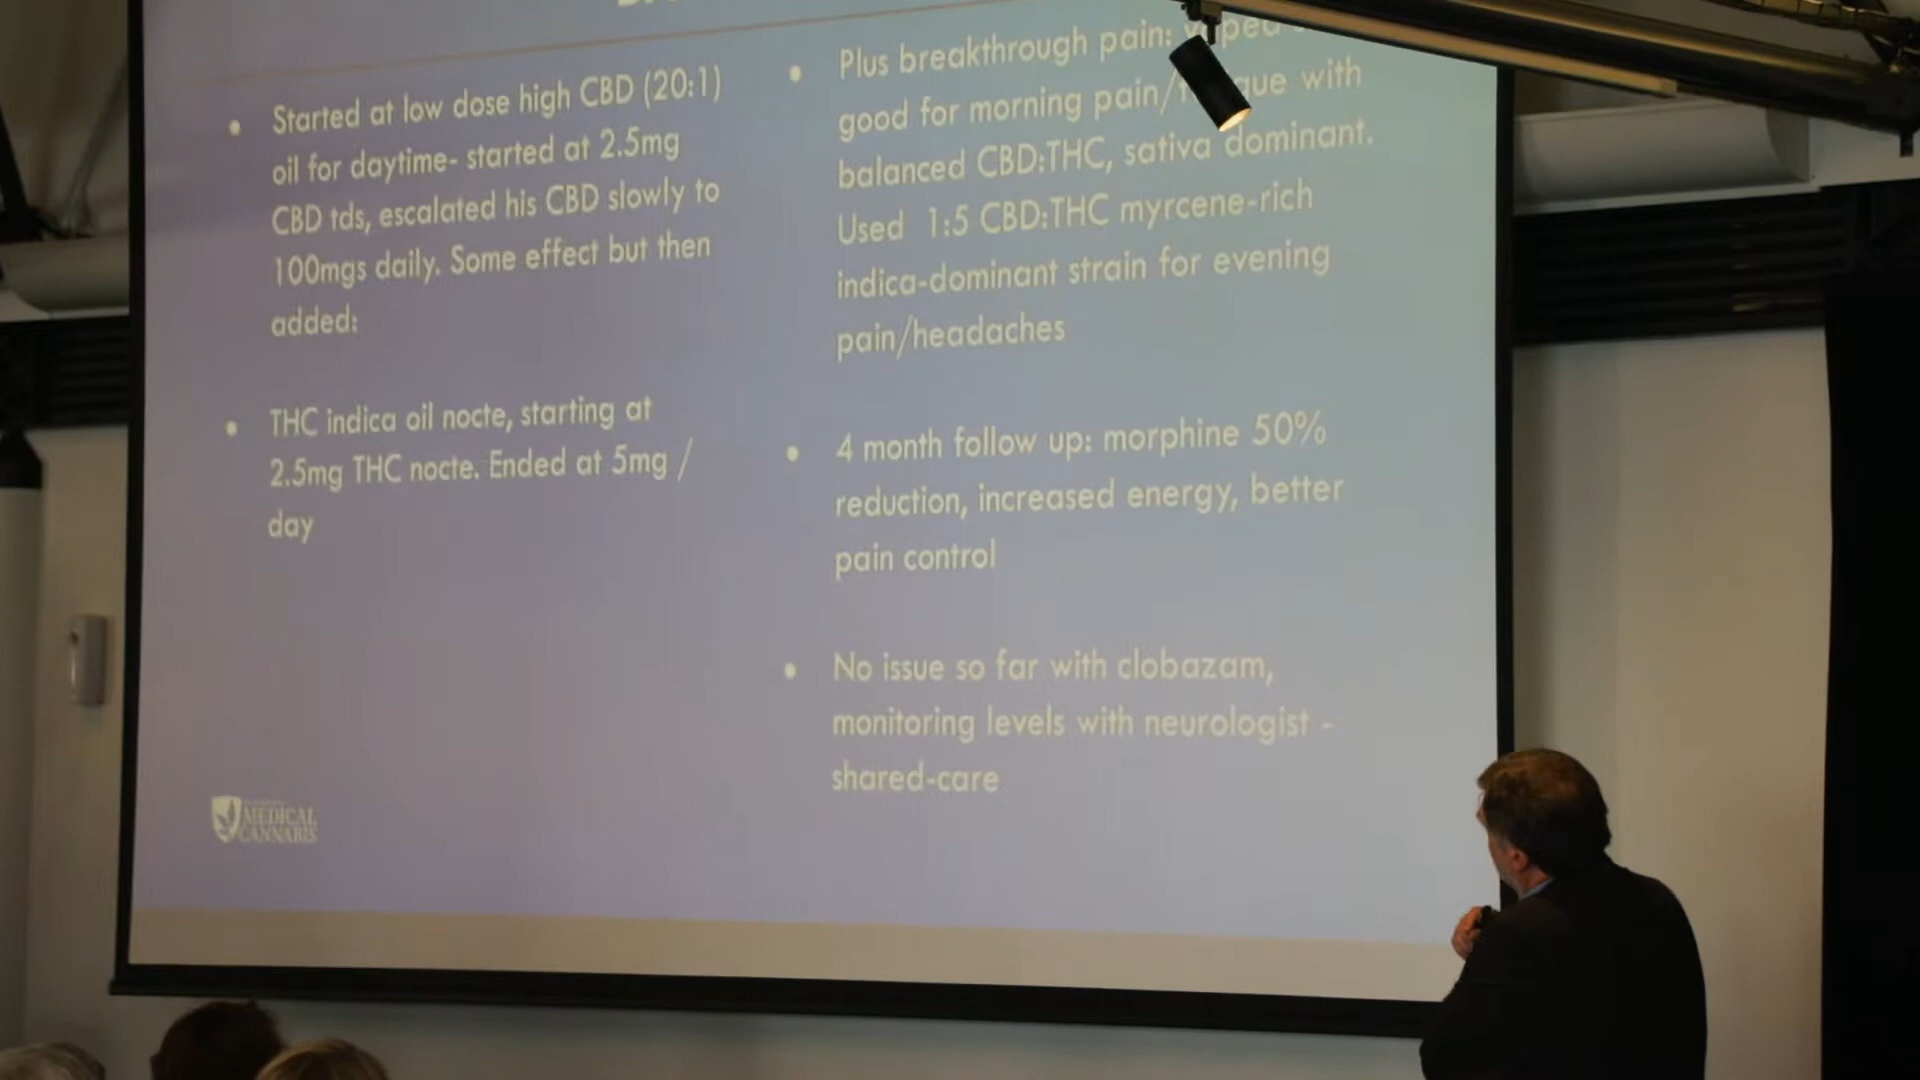 Started at low dose high CBD (20:1)
oil for daytime- started at 2.5mg
CBD tds, escalated his CBD slowly to
100mgs daily. Some effect but then
added:
THC indica oil nocte, starting at
2.5mg THC nocte. Ended at 5mg /
day
Plus breakthrough pain:
good for morning pain/ with
balanced CBD:THC, sativa dominant.
Used 1:5 CBD:THC myrcene-rich
indica-dominant strain for evening
pain/headaches
4 month follow up: morphine 50%
reduction, increased energy, better
pain control
No issue so far with clobazam,
monitoring levels with neurologist -
shared-care
MEDICAL
CANNABIS